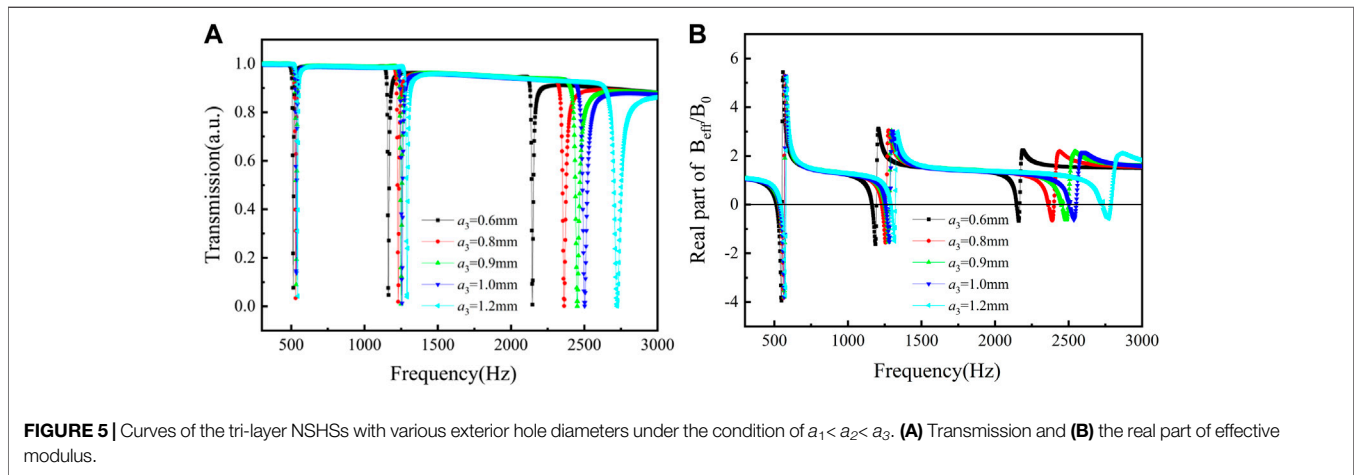 A
Transmission(a.u.)
1.0
0.8
0.6
0.4
0.2
0.0
a3=0.6mm
a3=0.8mm
a3=0.9mm
a3=1.0mm
a3=1.2mm
500 1000 1500 2000 2500 3000
Frequency(Hz)
B
Real part of Beff/B0
6
4
2
0
-2
-4
a3=0.6mm
a3=0.8mm
a3=0.9mm
a3=1.0mm
a3=1.2mm
500 1000 1500 2000 2500 3000
Frequency(Hz)
FIGURE 5 | Curves of the tri-layer NSHSs with various exterior hole diameters under the condition of a1< a2< a3. (A) Transmission and (B) the real part of effective
modulus.